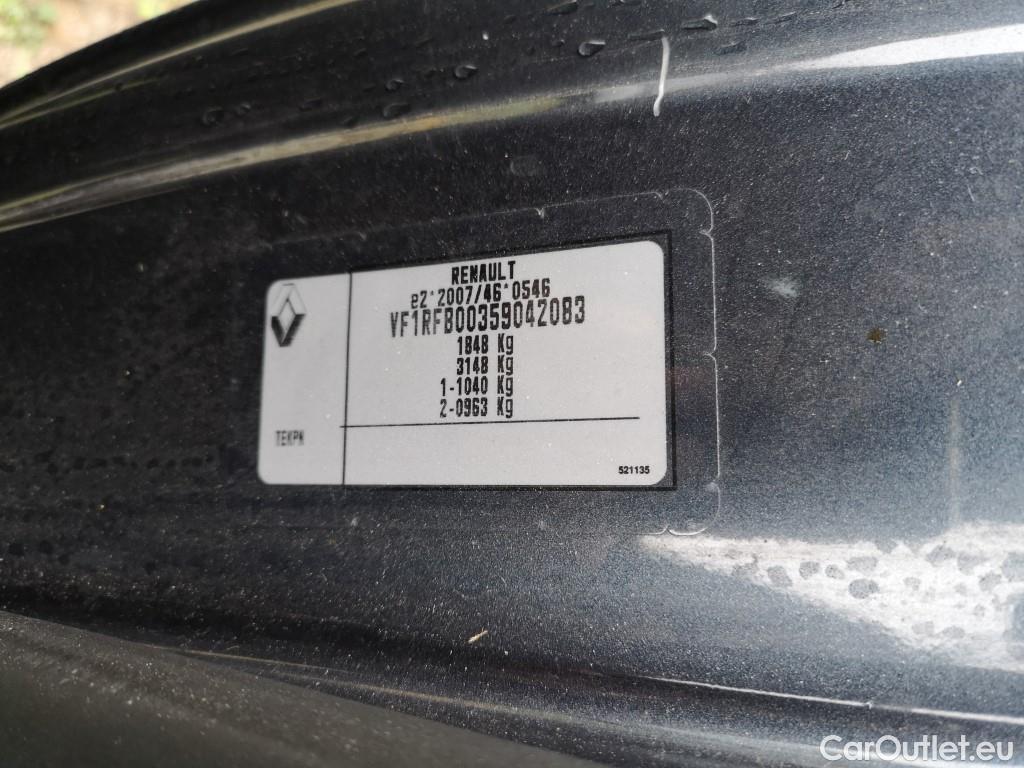 RENAULT
e2*2007/46*0546
VF1RFB00359042083
1848 Kg
3148 Kg
1-1040 Kg
2-0963 Kg
TEKPN
521135
CarOutlet.eu